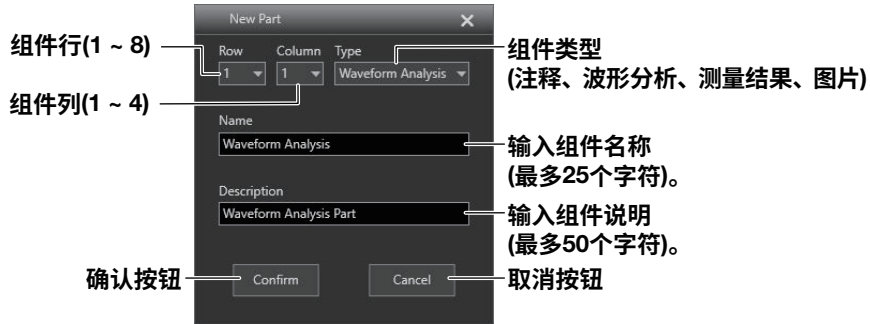 New Part
组件行(1 ~ 8)
Row Column Type
组件类型
1 1 Waveform Analysis
(注释、波形分析、测量结果、图片)
组件列(1 ~ 4)
Name
Waveform Analysis
输入组件名称
(最多25个字符)。
Description
Waveform Analysis Part
输入组件说明
(最多50个字符)。
确认按钮
Confirm
Cancel
取消按钮